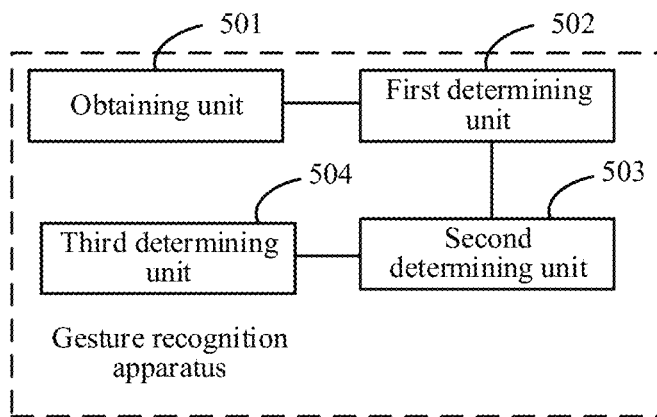 501
502
Obtaining unit
First determining
unit
504
503
Third determining
unit
Second
determining unit
Gesture recognition
apparatus